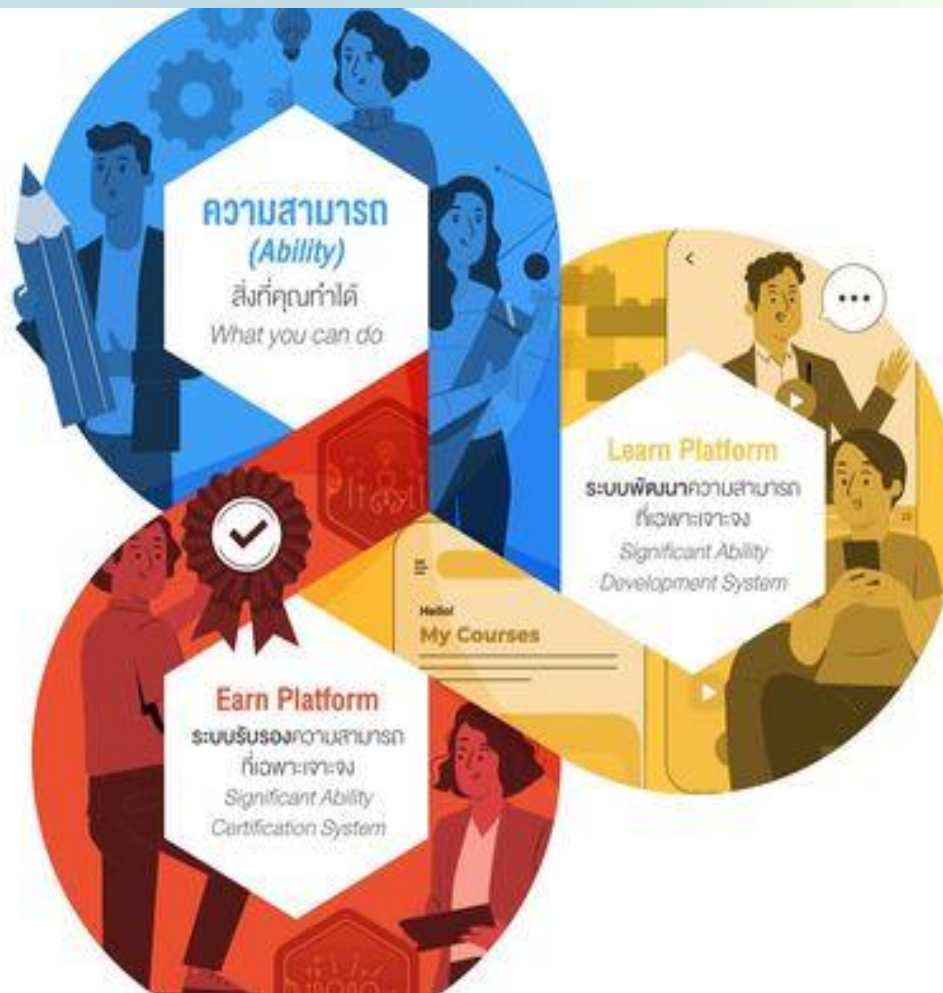 ความสามารถ
(Ability)
สิ่งที่คุณทำได้
What you can do
Learn Platform
ระบบพัฒนาความสามารถ
ที่เฉพาะเจาะจง
Significant Ability
Development System
Hello!
My Courses
Earn Platform
ระบบรับรองความสามารถ
ที่เฉพาะเจาะจง
Significant Ability
Certification System